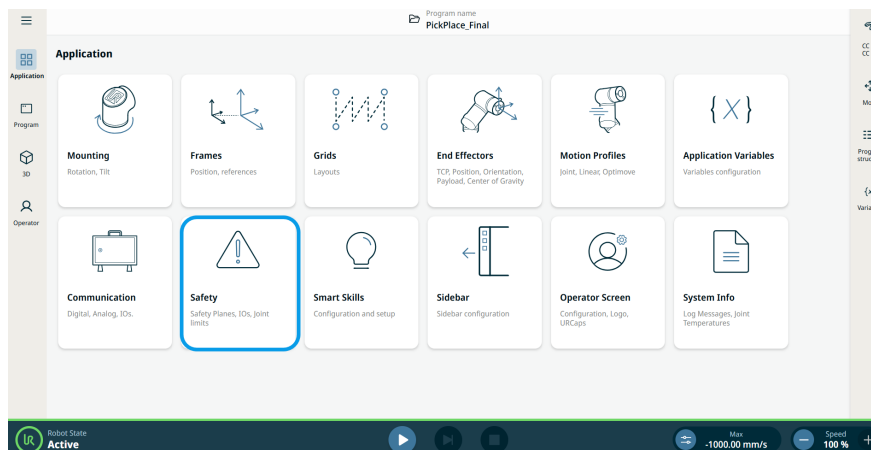 Program name
PickPlace_Final
Application
Application
Program
3D
Operator
Mounting
Rotation, Tilt
Frames
Position, references
Grids
Layouts
End Effectors
TCP, Position, Orientation,
Payload, Center of Gravity
Motion Profiles
Joint, Linear, Optimove
{X}
Application Variables
Variables configuration
Communication
Digital, Analog, IOs.
Safety
Safety Planes, IOs, Joint
limits
Smart Skills
Configuration and setup
Sidebar
Sidebar configuration
Operator Screen
Configuration, Logo,
URCaps
System Info
Log Messages, Joint
Temperatures
CC
CC
UR
Robot State
Active
Max
-1000.00 mm/s
Speed
100 %